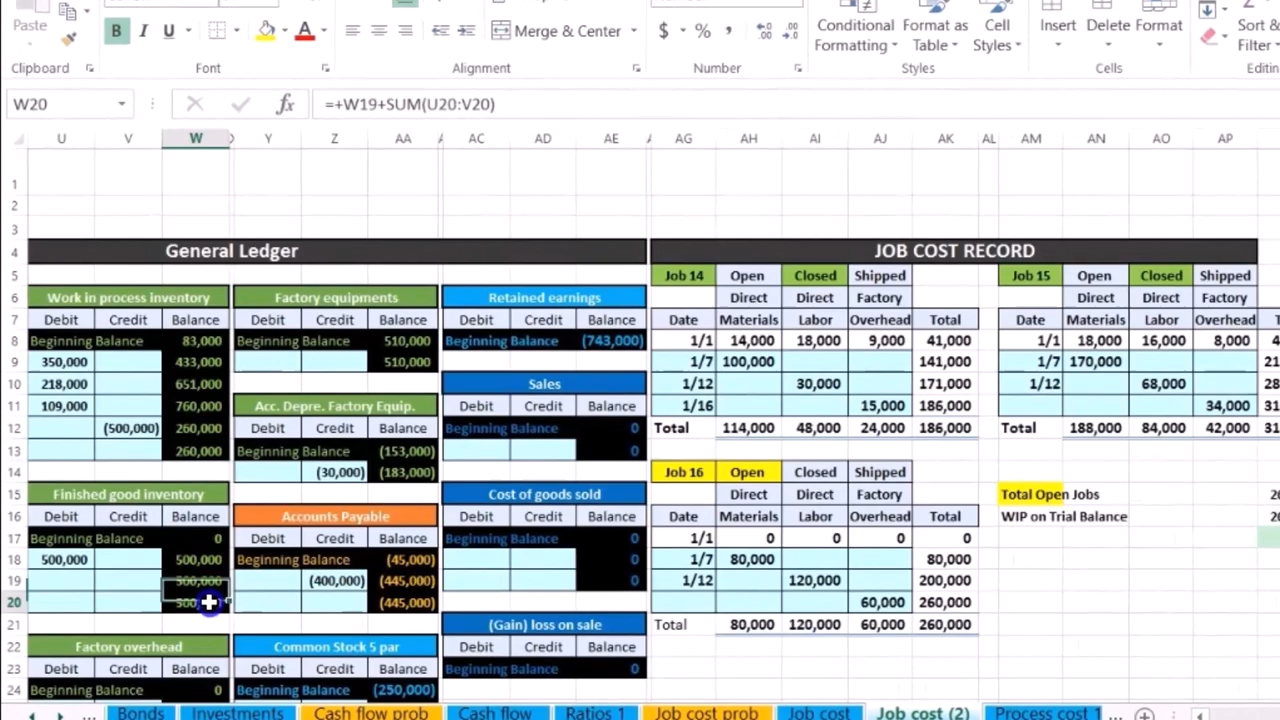 Paste B I U A Merge & Center $ % Conditional Formatting Format as Table Cell Styles Insert Delete Format Sort & Filter
Clipboard Font Alignment Number Styles Cells Editin
W20 fx =+W19+SUM(U20:V20)
U V W Y Z AA AC AD AE AG AH AI AJ AK AL AM AN AO AP
1
2
3
4 General Ledger JOB COST RECORD
5 Job 14 Open Closed Shipped Job 15 Open Closed Shipped
6 Work in process inventory Factory equipments Retained earnings Direct Direct Factory Direct Direct Factory
7 Debit Credit Balance Debit Credit Balance Debit Credit Balance Date Materials Labor Overhead Total Date Materials Labor Overhead
8 Beginning Balance 83,000 Beginning Balance 510,000 Beginning Balance (743,000) 1/1 14,000 18,000 9,000 41,000 1/1 18,000 16,000 8,000
9 350,000 433,000 510,000 1/7 100,000 141,000 1/7 170,000
10 218,000 651,000 Sales 1/12 30,000 171,000 1/12 68,000
11 109,000 760,000 Acc. Depre. Factory Equip. Debit Credit Balance 1/16 15,000 186,000 34,000
12 (500,000) 260,000 Debit Credit Balance Beginning Balance 0 Total 114,000 48,000 24,000 186,000 Total 188,000 84,000 42,000
13 260,000 Beginning Balance (153,000) 0
14 (30,000) (183,000) Job 16 Open Closed Shipped
15 Finished good inventory Cost of goods sold Direct Direct Factory Total Open Jobs
16 Debit Credit Balance Accounts Payable Debit Credit Balance Date Materials Labor Overhead Total WIP on Trial Balance
17 Beginning Balance 0 Debit Credit Balance Beginning Balance 0 1/1 0 0 0 0
18 500,000 500,000 Beginning Balance (45,000) 0 1/7 80,000 80,000
19 500,000 (400,000) (445,000) 0 1/12 120,000 200,000
20 (445,000) 60,000 260,000
21 (Gain) loss on sale Total 80,000 120,000 60,000 260,000
22 Factory overhead Common Stock 5 par Debit Credit Balance
23 Debit Credit Balance Debit Credit Balance Beginning Balance 0
24 Beginning Balance 0 Beginning Balance (250,000)
... Bonds Investments Cash flow prob Cash flow Ratios 1 Job cost prob Job cost Job cost (2) Process cost 1 ...